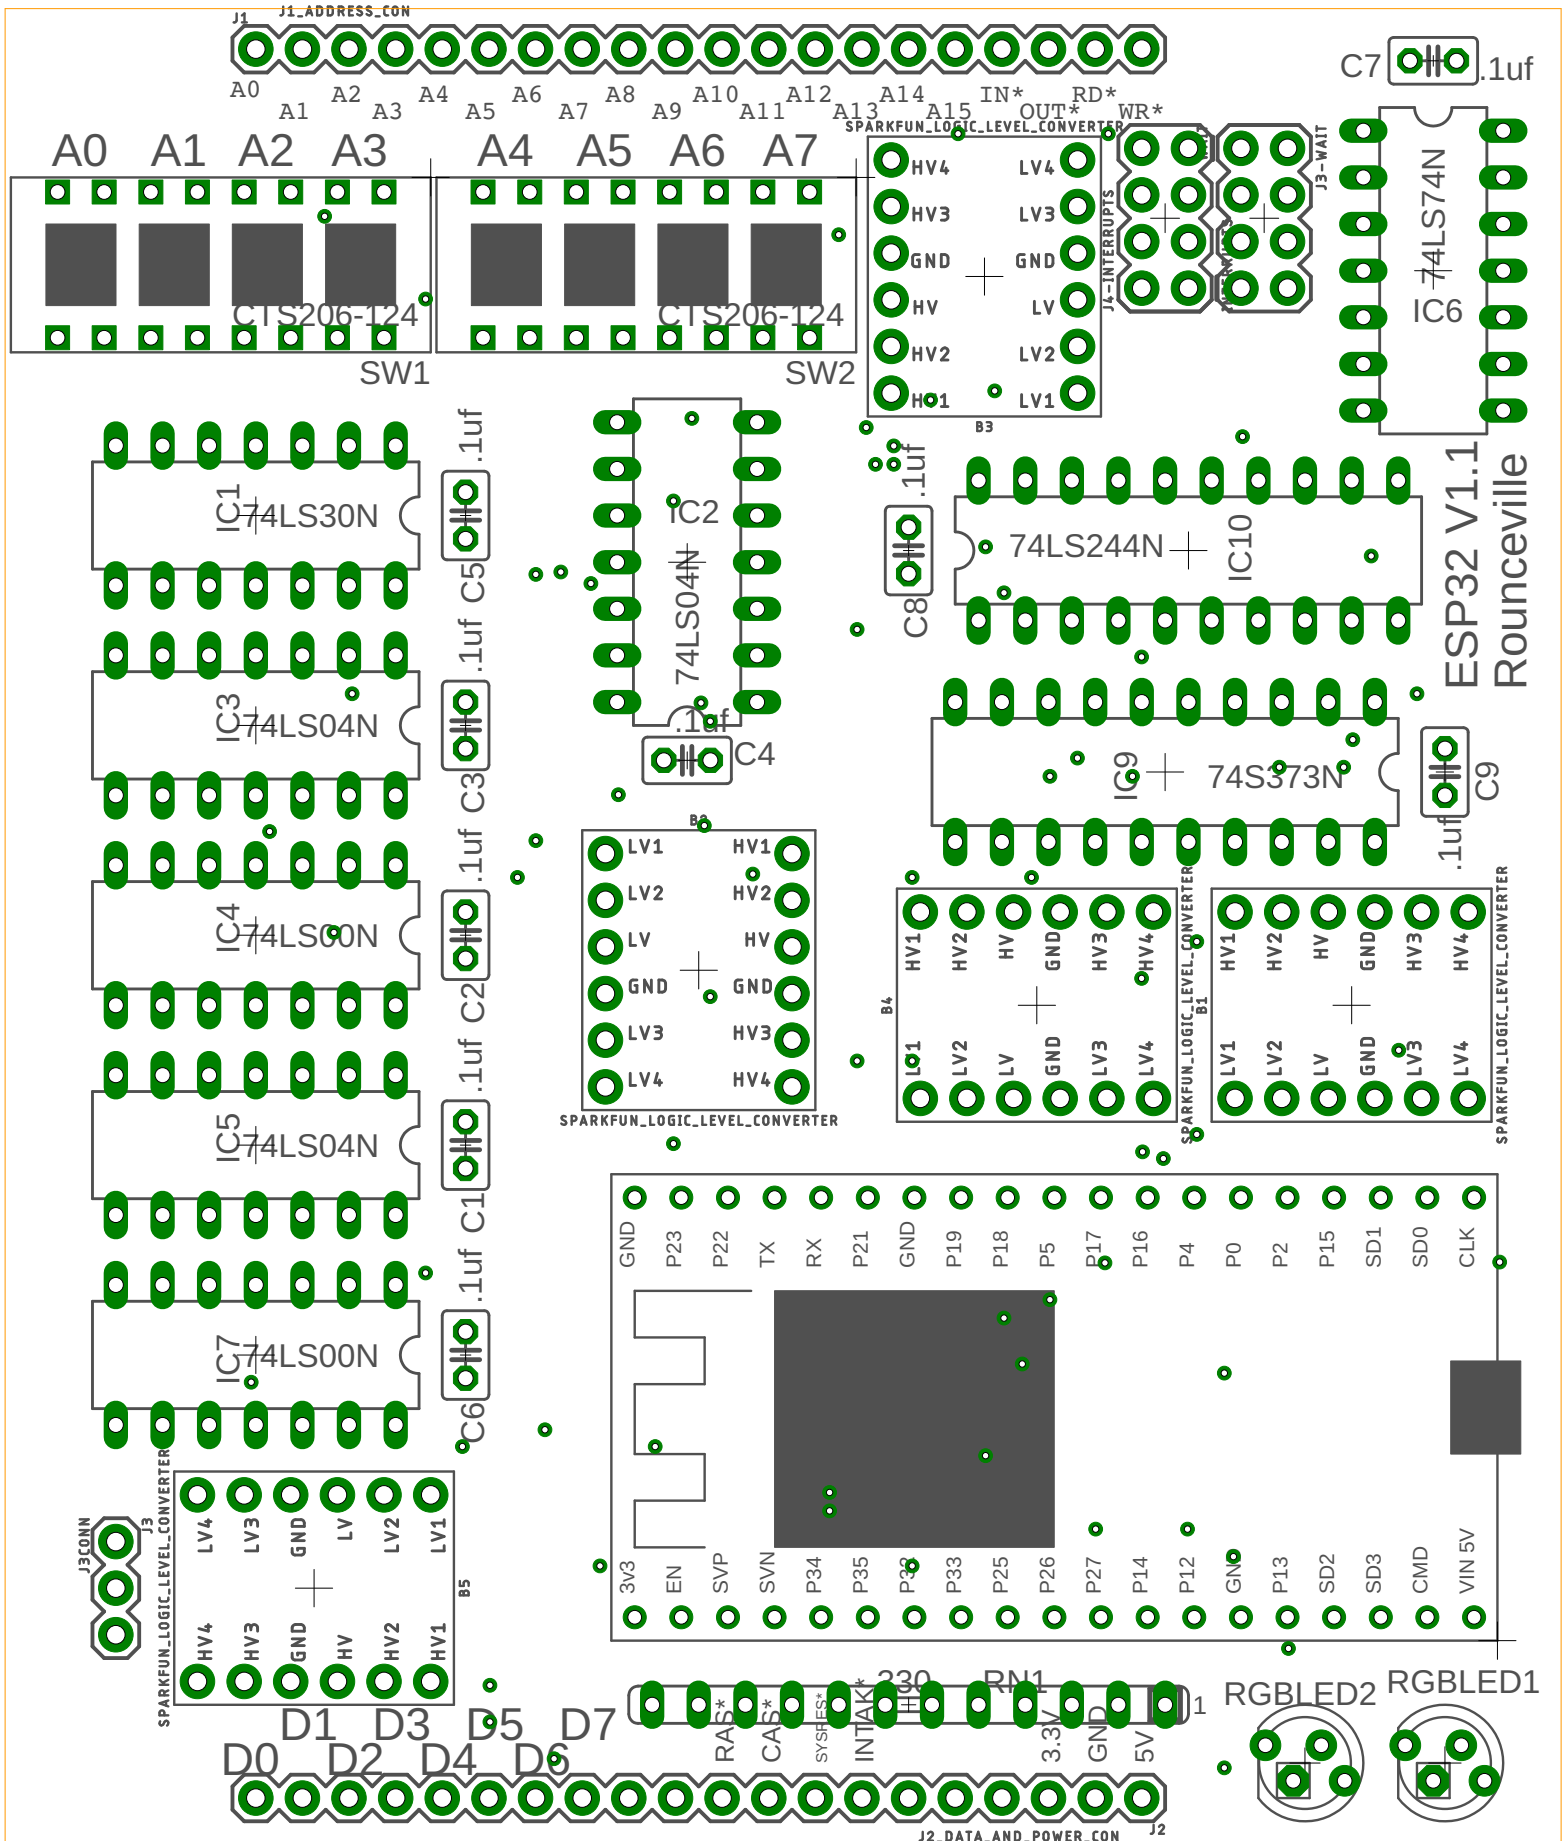 J1
J1_ADDRESS_CON
A0
A1
A2
A3
A4
A5
A6
A7
A8
A9
A10
A11
A12
A13
A14
A15
IN*
OUT*
RD*
WR*
C7
.1uf
A0 A1 A2 A3 A4 A5 A6 A7
CTS206-124
SW1
CTS206-124
SW2
SPARKFUN_LOGIC_LEVEL_CONVERTER
HV4 LV4
HV3 LV3
GND GND
HV LV
HV2 LV2
HV1 LV1
B3
J4-INTERRUPTS
J3-WAIT
74LS74N
IC6
ESP32 V1.1
Rounceville
IC1
74LS30N
.1uf
C5
IC2
74LS04N
.1uf
C4
.1uf
C8
74LS244N
IC10
IC3
74LS04N
.1uf
C3
IC9
74S373N
C9
.1uf
IC4
74LS00N
.1uf
C2
LV1 HV1
LV2 HV2
LV HV
GND GND
LV3 HV3
LV4 HV4
SPARKFUN_LOGIC_LEVEL_CONVERTER
B4
HV1 HV2 HV GND HV3 HV4
LV1 LV2 LV GND LV3 LV4
SPARKFUN_LOGIC_LEVEL_CONVERTER
B1
HV1 HV2 HV GND HV3 HV4
LV1 LV2 LV GND LV3 LV4
SPARKFUN_LOGIC_LEVEL_CONVERTER
IC5
74LS04N
.1uf
C1
IC7
74LS00N
.1uf
C6
GND P23 P22 TX RX P21 GND P19 P18 P5 P17 P16 P4 P0 P2 P15 SD1 SD0 CLK
3v3 EN SVP SVN P34 P35 P32 P33 P25 P26 P27 P14 P12 GND P13 SD2 SD3 CMD VIN 5V
J3CONN
J3
SPARKFUN_LOGIC_LEVEL_CONVERTER
LV4 LV3 GND LV LV2 LV1
HV4 HV3 GND HV HV2 HV1
B5
330
RN1
1
RGBLED2
RGBLED1
D0
D1
D2
D3
D4
D5
D6
D7
RAS*
CAS*
SYSRES*
INTAK*
3.3V
GND
5V
J2
J2_DATA_AND_POWER_CON